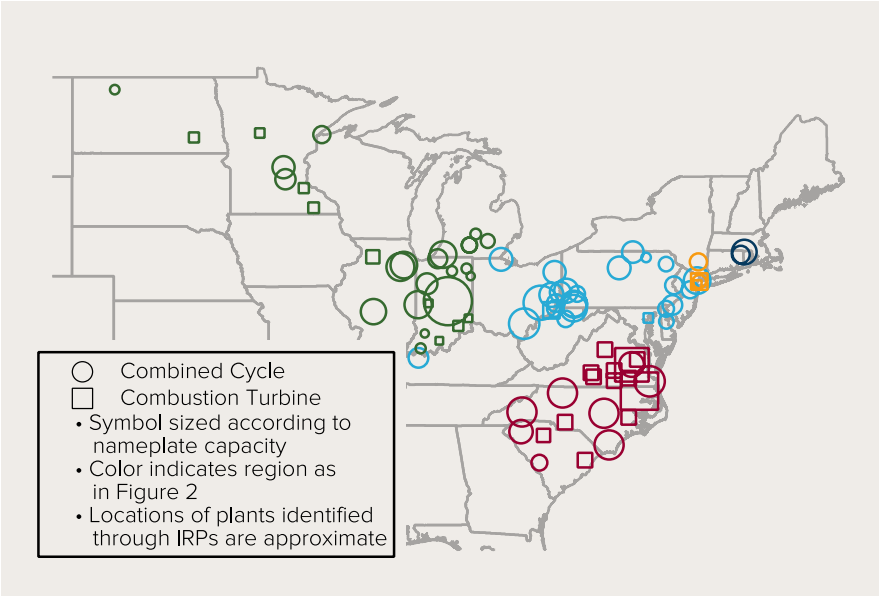 Combined Cycle
Combustion Turbine
• Symbol sized according to
nameplate capacity
• Color indicates region as
in Figure 2
• Locations of plants identified
through IRPs are approximate